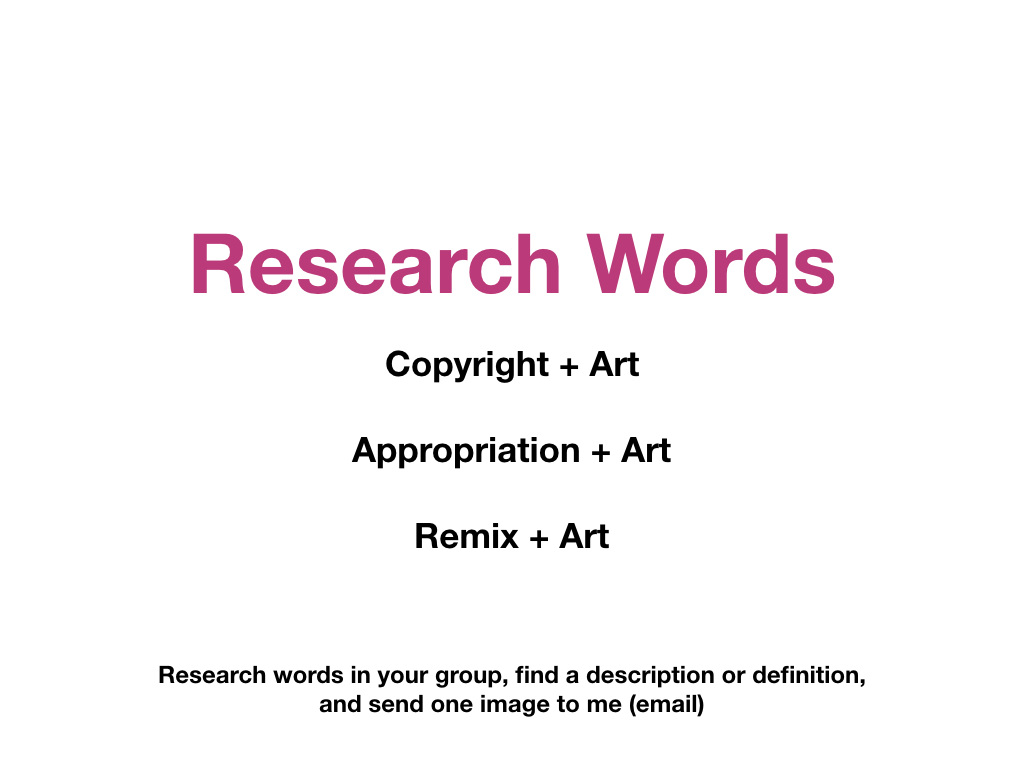 Research Words
Copyright + Art
Appropriation + Art
Remix + Art
Research words in your group, find a description or definition,
and send one image to me (email)